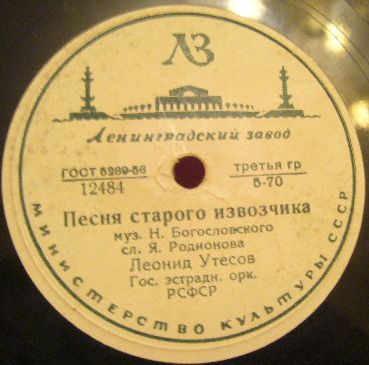 ЛЗ
Ленинградский завод
ГОСТ 5289-56
12484
третья гр
5-70
Песня старого извозчика
муз. Н. Богословского
сл. Я. Родионова
Леонид Утесов
Гос. эстрадн. орк.
РСФСР
МИНИСТЕРСТВО КУЛЬТУРЫ СССР